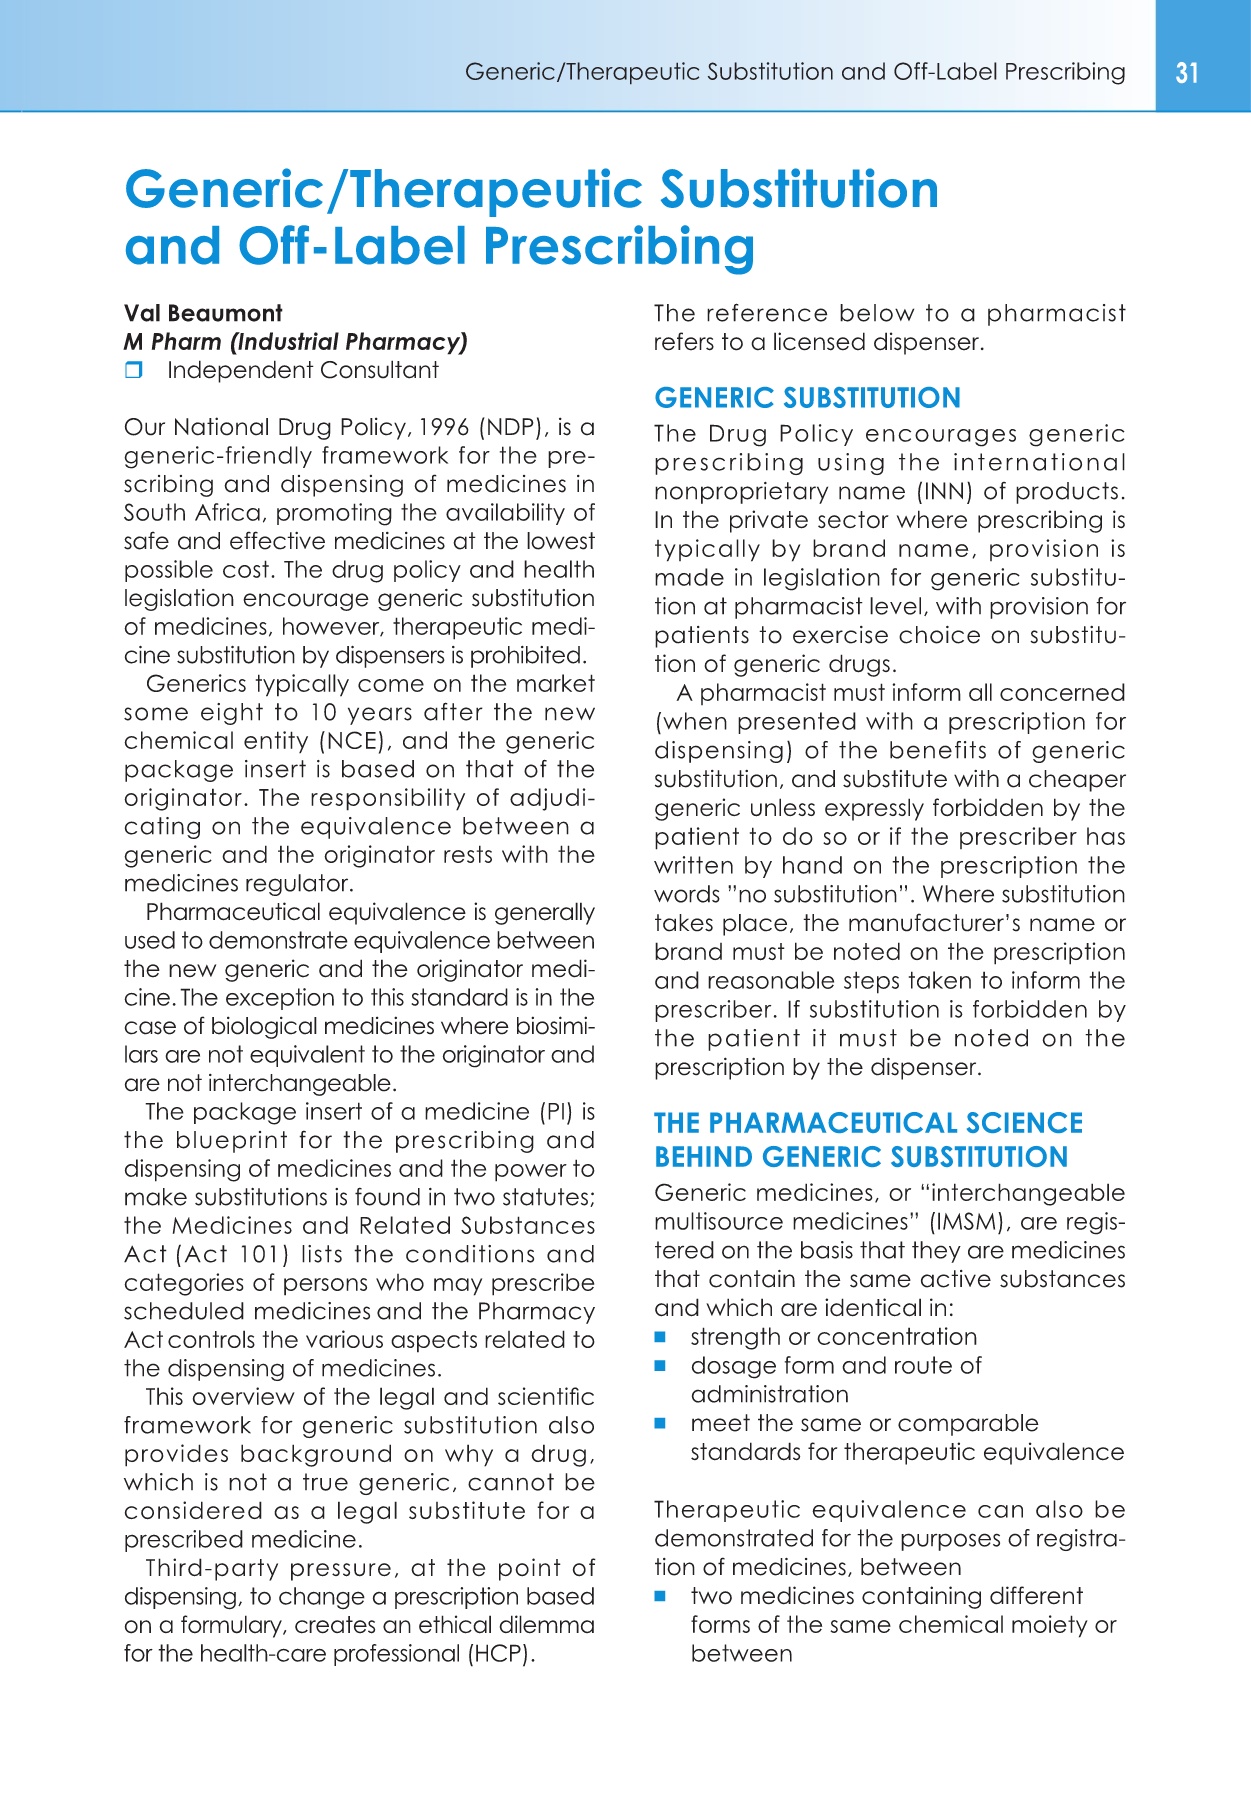 Generic/Therapeutic Substitution and Off-Label Prescribing
31
Generic/Therapeutic Substitution
and Off-Label Prescribing
Val Beaumont
M Pharm (Industrial Pharmacy)
❒ Independent Consultant
Our National Drug Policy, 1996 (NDP), is a
generic-friendly framework for the pre-
scribing and dispensing of medicines in
South Africa, promoting the availability of
safe and effective medicines at the lowest
possible cost. The drug policy and health
legislation encourage generic substitution
of medicines, however, therapeutic medi-
cine substitution by dispensers is prohibited.
Generics typically come on the market
some eight to 10 years after the new
chemical entity (NCE), and the generic
package insert is based on that of the
originator. The responsibility of adjudi-
cating on the equivalence between a
generic and the originator rests with the
medicines regulator.
Pharmaceutical equivalence is generally
used to demonstrate equivalence between
the new generic and the originator medi-
cine. The exception to this standard is in the
case of biological medicines where biosimi-
lars are not equivalent to the originator and
are not interchangeable.
The package insert of a medicine (PI) is
the blueprint for the prescribing and
dispensing of medicines and the power to
make substitutions is found in two statutes;
the Medicines and Related Substances
Act (Act 101) lists the conditions and
categories of persons who may prescribe
scheduled medicines and the Pharmacy
Act controls the various aspects related to
the dispensing of medicines.
This overview of the legal and scientific
framework for generic substitution also
provides background on why a drug,
which is not a true generic, cannot be
considered as a legal substitute for a
prescribed medicine.
Third-party pressure, at the point of
dispensing, to change a prescription based
on a formulary, creates an ethical dilemma
for the health-care professional (HCP).
The reference below to a pharmacist
refers to a licensed dispenser.
GENERIC SUBSTITUTION
The Drug Policy encourages generic
prescribing using the international
nonproprietary name (INN) of products.
In the private sector where prescribing is
typically by brand name, provision is
made in legislation for generic substitu-
tion at pharmacist level, with provision for
patients to exercise choice on substitu-
tion of generic drugs.
A pharmacist must inform all concerned
(when presented with a prescription for
dispensing) of the benefits of generic
substitution, and substitute with a cheaper
generic unless expressly forbidden by the
patient to do so or if the prescriber has
written by hand on the prescription the
words ”no substitution”. Where substitution
takes place, the manufacturer’s name or
brand must be noted on the prescription
and reasonable steps taken to inform the
prescriber. If substitution is forbidden by
the patient it must be noted on the
prescription by the dispenser.
THE PHARMACEUTICAL SCIENCE
BEHIND GENERIC SUBSTITUTION
Generic medicines, or “interchangeable
multisource medicines” (IMSM), are regis-
tered on the basis that they are medicines
that contain the same active substances
and which are identical in:
■ strength or concentration
■ dosage form and route of
administration
■ meet the same or comparable
standards for therapeutic equivalence
Therapeutic equivalence can also be
demonstrated for the purposes of registra-
tion of medicines, between
■ two medicines containing different
forms of the same chemical moiety or
between